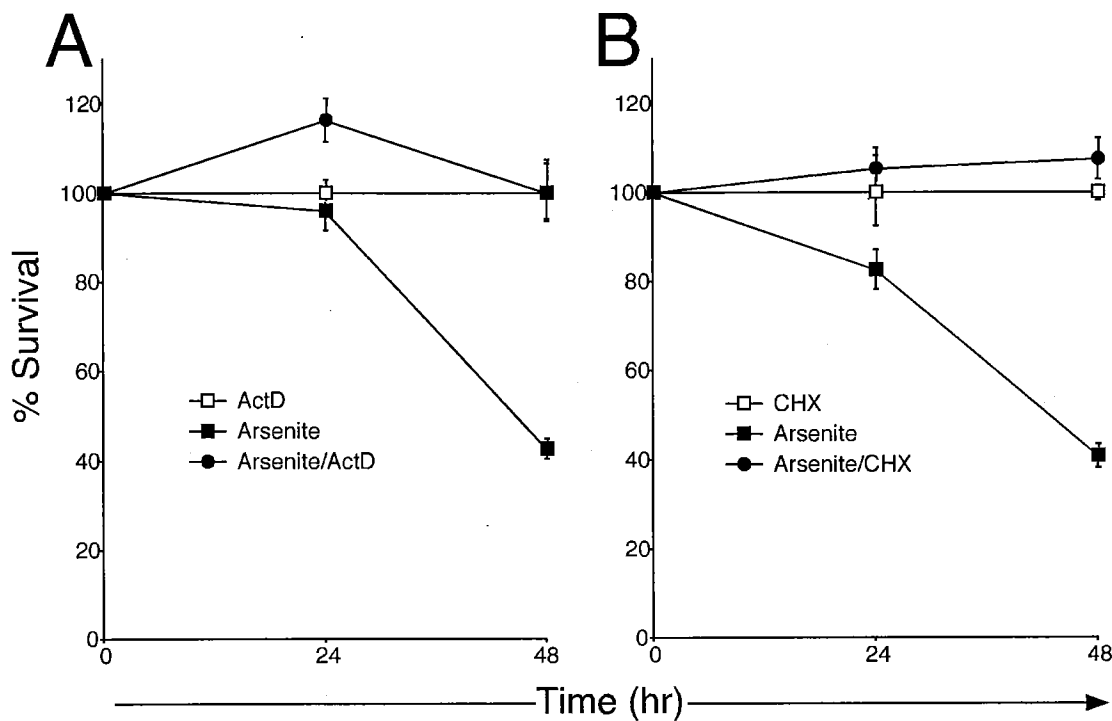 A
B
% Survival
120
100
80
60
40
20
0
ActD
Arsenite
Arsenite/ActD
0
24
48
120
100
80
60
40
20
0
CHX
Arsenite
Arsenite/CHX
0
24
48
Time (hr)